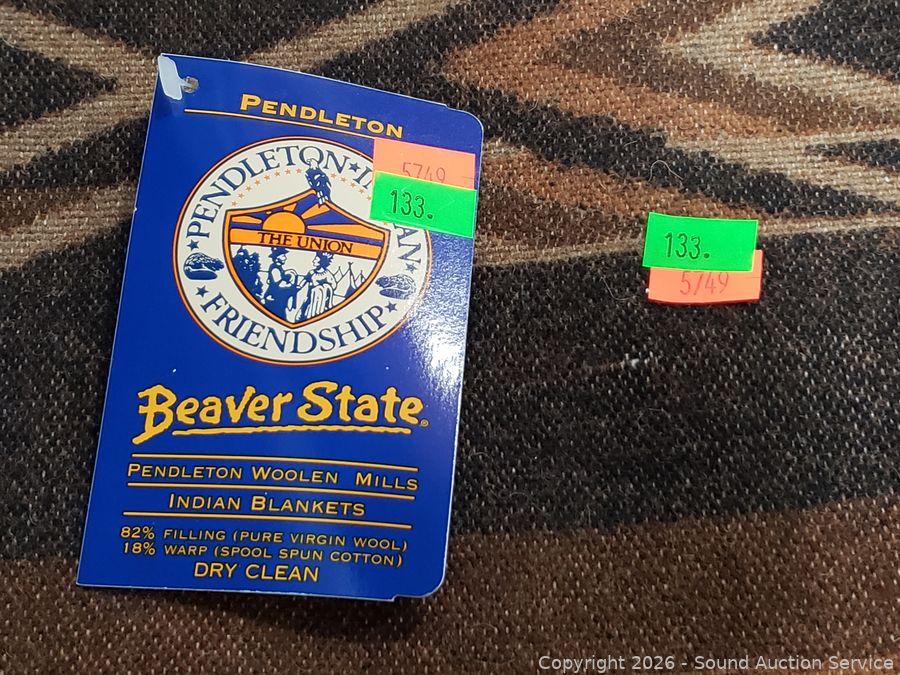 PENDLETON
PENDLETON★
★FRIENDSHIP★
THE UNION
5749
133.
133.
5749
Beaver State®
PENDLETON WOOLEN MILLS
INDIAN BLANKETS
82% FILLING (PURE VIRGIN WOOL)
18% WARP (SPOOL SPUN COTTON)
DRY CLEAN
Copyright © 2026 - Sound Auction Service